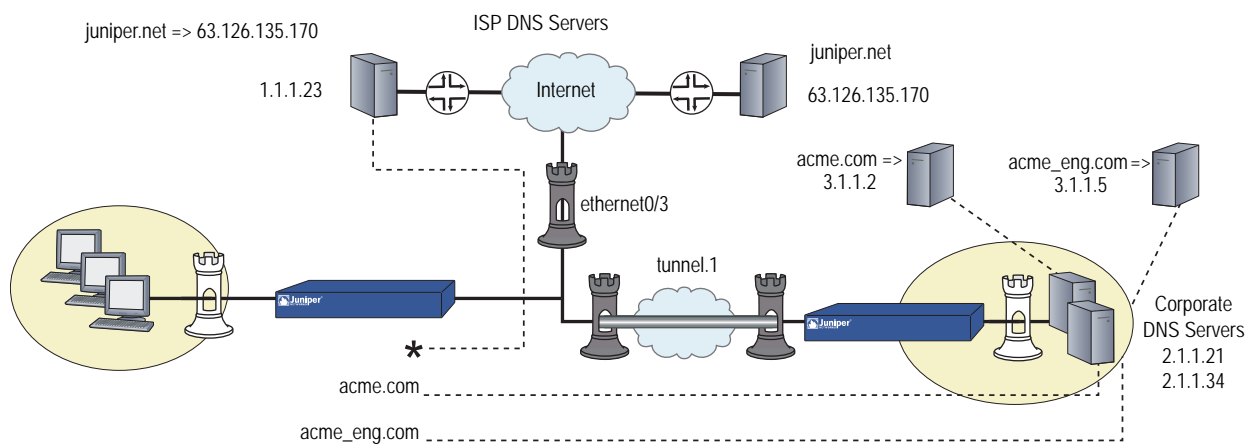 ISP DNS Servers
juniper.net => 63.126.135.170
1.1.1.23
Internet
juniper.net
63.126.135.170
acme.com =>
3.1.1.2
acme_eng.com =>
3.1.1.5
ethernet0/3
tunnel.1
Juniper
Juniper
Corporate
DNS Servers
2.1.1.21
2.1.1.34
*
acme.com
acme_eng.com